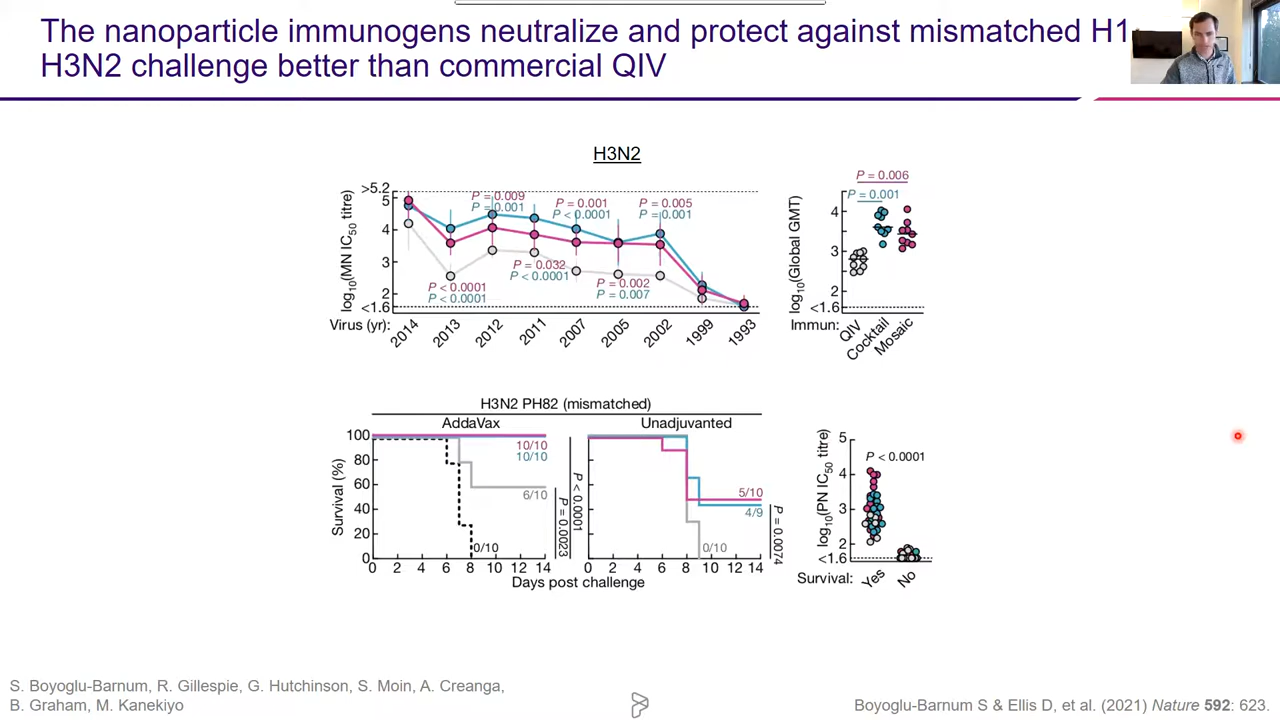 The nanoparticle immunogens neutralize and protect against mismatched H1
H3N2 challenge better than commercial QIV
H3N2
log10(MN IC50 titre)
>5.2
5
4
3
2
<1.6
P = 0.009
P = 0.001
P = 0.001
P < 0.0001
P = 0.005
P = 0.001
P < 0.0001
P < 0.0001
P = 0.032
P < 0.0001
P = 0.002
P = 0.007
Virus (yr):
2014
2013
2012
2011
2007
2005
2002
1999
1993
log10(Global GMT)
P = 0.006
P = 0.001
4
3
2
<1.6
Immun:
QIV
Cocktail
Mosaic
H3N2 PH82 (mismatched)
AddaVax
Unadjuvanted
Survival (%)
100
80
60
40
20
0
10/10
10/10
6/10
0/10
P = 0.0023
P < 0.0001
5/10
4/9
0/10
P = 0.0074
0 2 4 6 8 10 12 14
0 2 4 6 8 10 12 14
Days post challenge
log10(PN IC50 titre)
5
4
3
2
<1.6
P < 0.0001
Survival:
Yes
No
S. Boyoglu-Barnum, R. Gillespie, G. Hutchinson, S. Moin, A. Creanga,
B. Graham, M. Kanekiyo
Boyoglu-Barnum S & Ellis D, et al. (2021) Nature 592: 623.